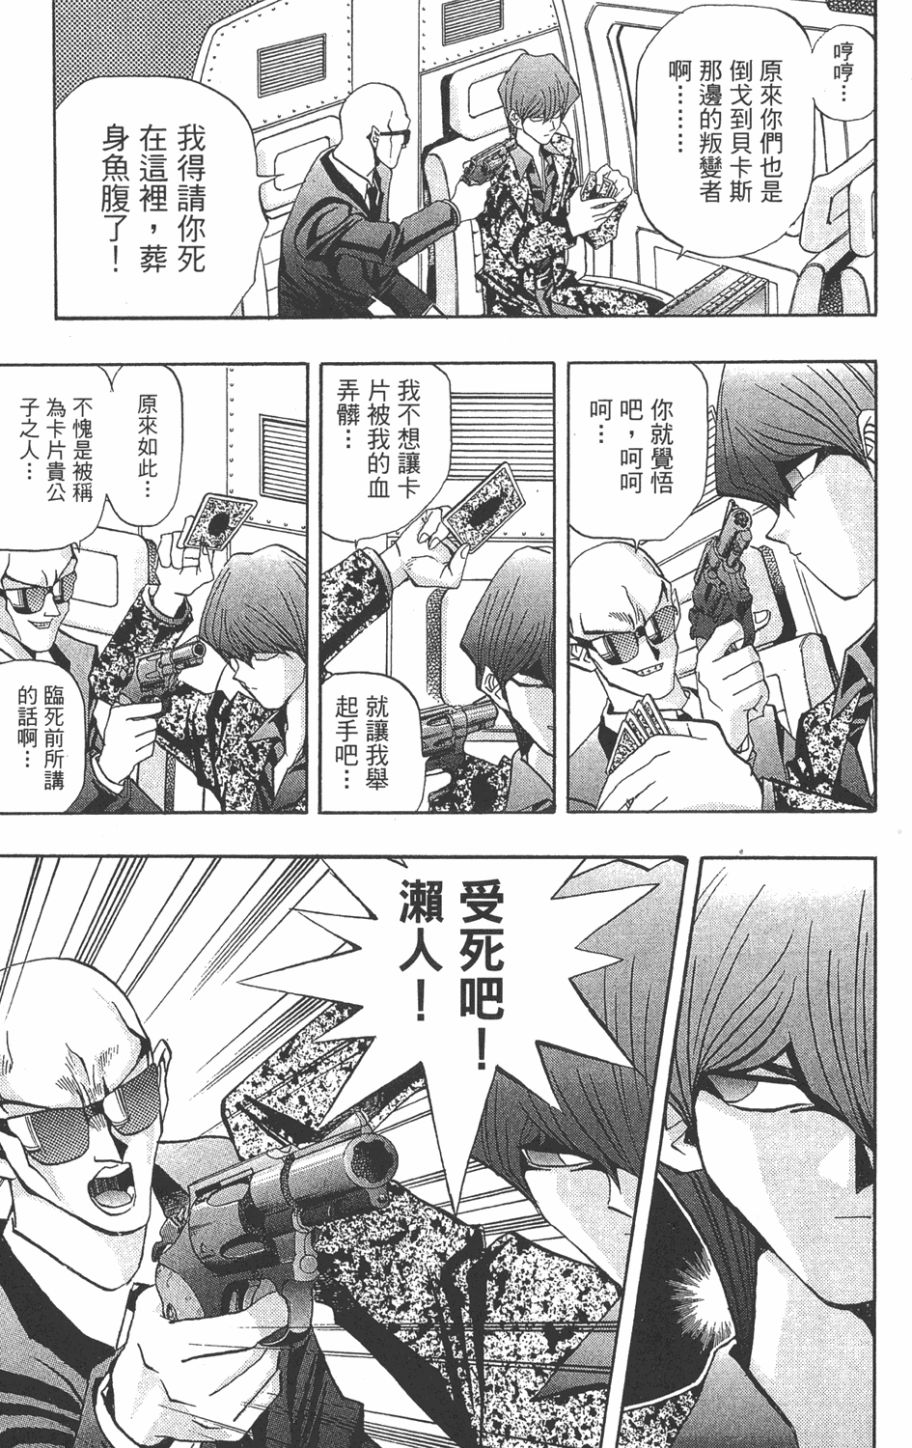 哼哼…
原來你們也是
倒戈到貝卡斯
那邊的叛變者
啊………
我得請你死
在這裡，葬
身魚腹了！
你就覺悟
吧，呵呵
呵…
我不想讓卡
片被我的血
弄髒…
就讓我舉
起手吧…
原來如此…
不愧是被稱
為卡片貴公
子之人…
臨死前所講
的話啊…
受死吧！
瀨人！